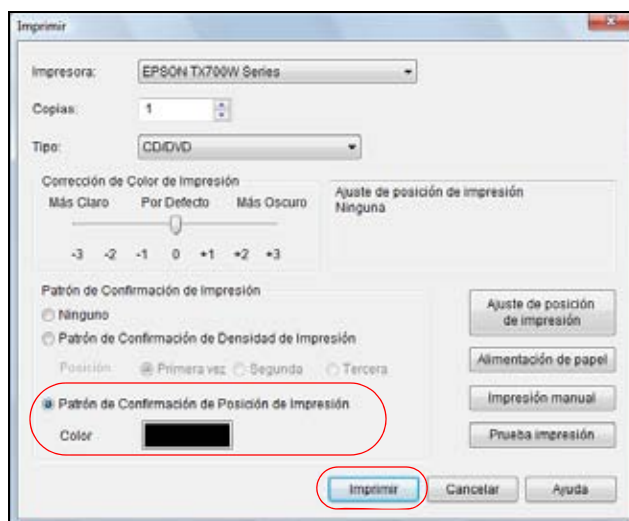 Imprimir
Impresora: EPSON TX700W Series
Copias: 1
Tipo: CD/DVD
Corrección de Color de Impresión
Más Claro Por Defecto Más Oscuro
-3 -2 -1 0 +1 +2 +3
Ajuste de posición de impresión
Ninguna
Patrón de Confirmación de Impresión
Ninguno
Patrón de Confirmación de Densidad de Impresión
Posición: Primera vez Segunda Tercera
Patrón de Confirmación de Posición de Impresión
Color
Ajuste de posición
de impresión
Alimentación de papel
Impresión manual
Prueba impresión
Imprimir Cancelar Ayuda